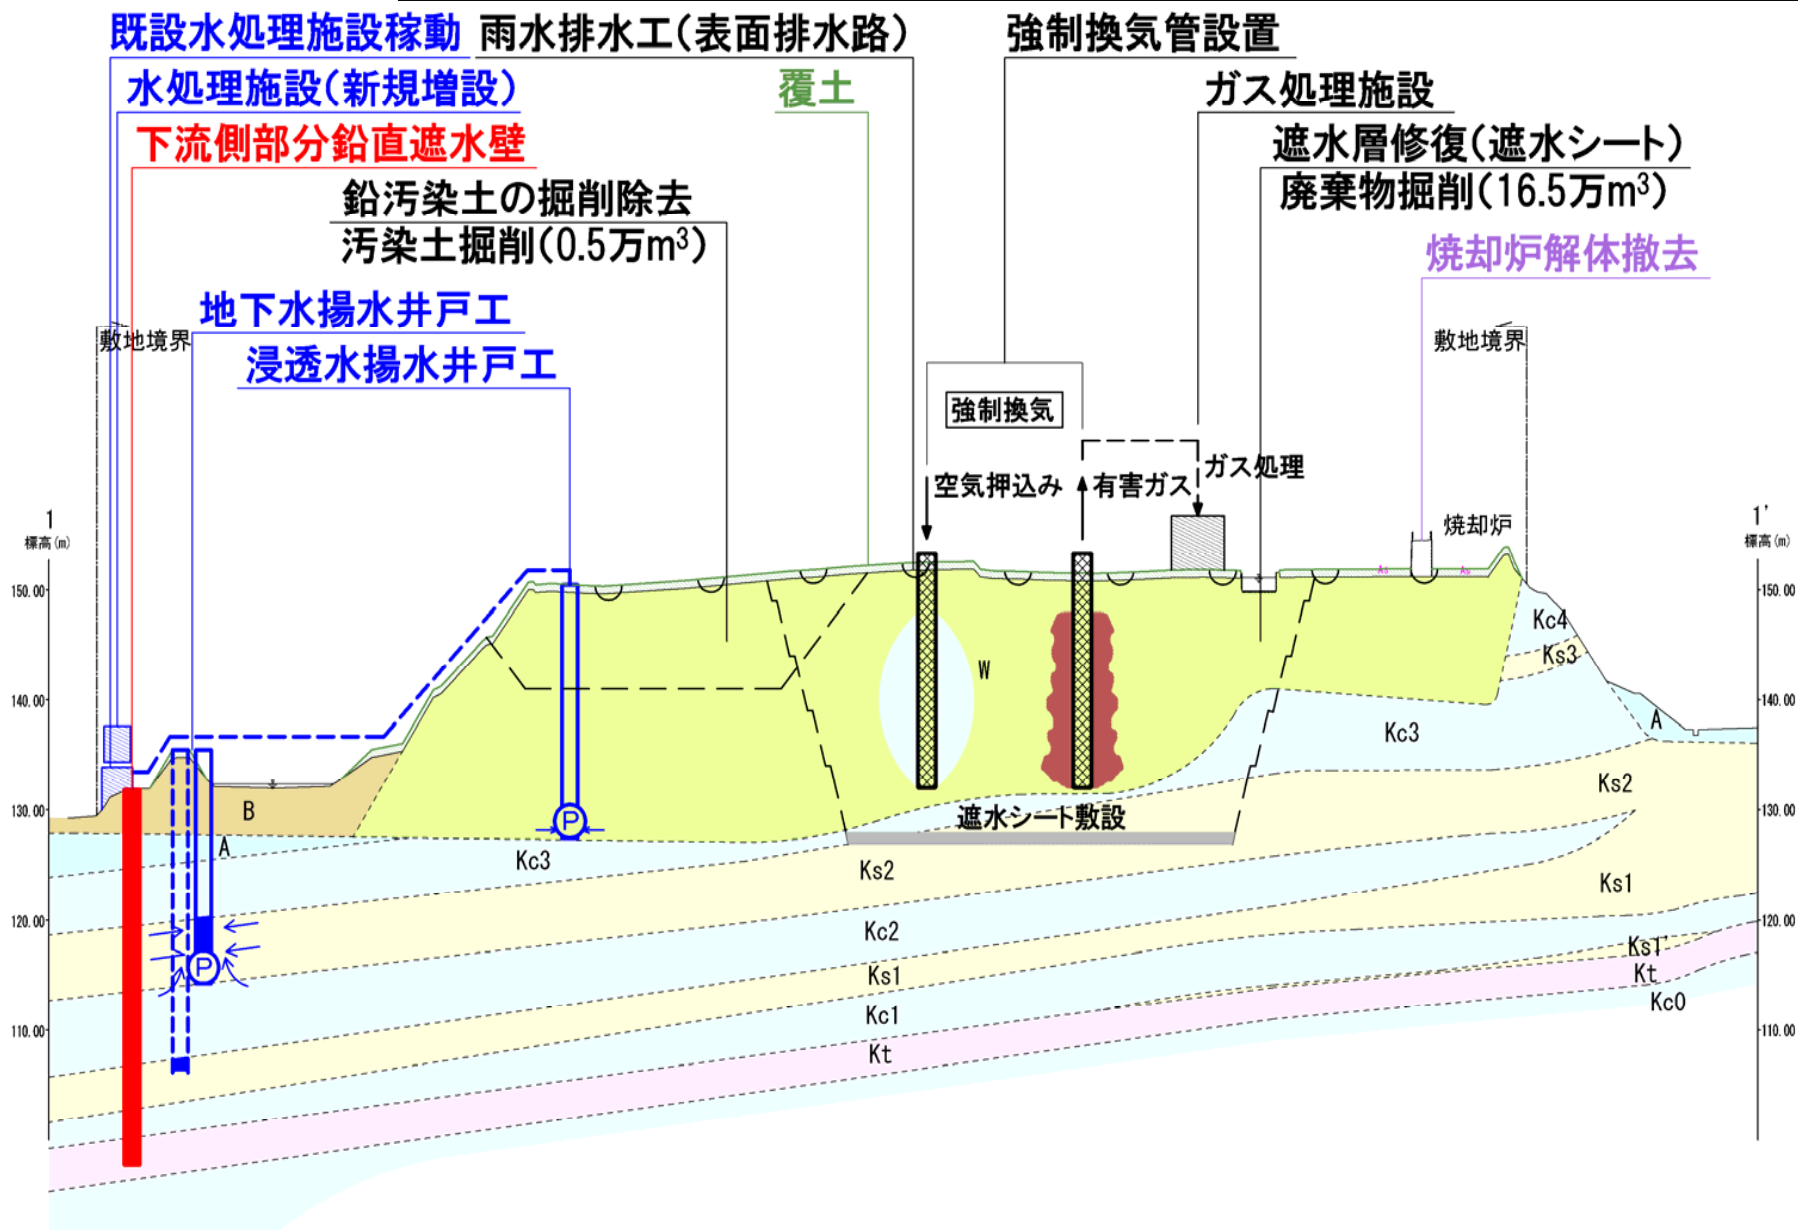 既設水処理施設稼動
雨水排水工(表面排水路)
強制換気管設置
水処理施設(新規増設)
覆土
ガス処理施設
下流側部分鉛直遮水壁
遮水層修復(遮水シート)
鉛汚染土の掘削除去
廃棄物掘削(16.5万m³)
汚染土掘削(0.5万m³)
焼却炉解体撤去
地下水揚水井戸工
敷地境界
敷地境界
浸透水揚水井戸工
強制換気
空気押込み
有害ガス
ガス処理
焼却炉
1
標高(m)
1'
標高(m)
As
As
150.00
150.00
Kc4
Ks3
W
140.00
140.00
A
Kc3
Ks2
130.00
130.00
B
P
遮水シート敷設
A
Kc3
Ks2
Ks1
120.00
120.00
Kc2
Ks1'
P
Ks1
Kt
Kc0
110.00
110.00
Kc1
Kt